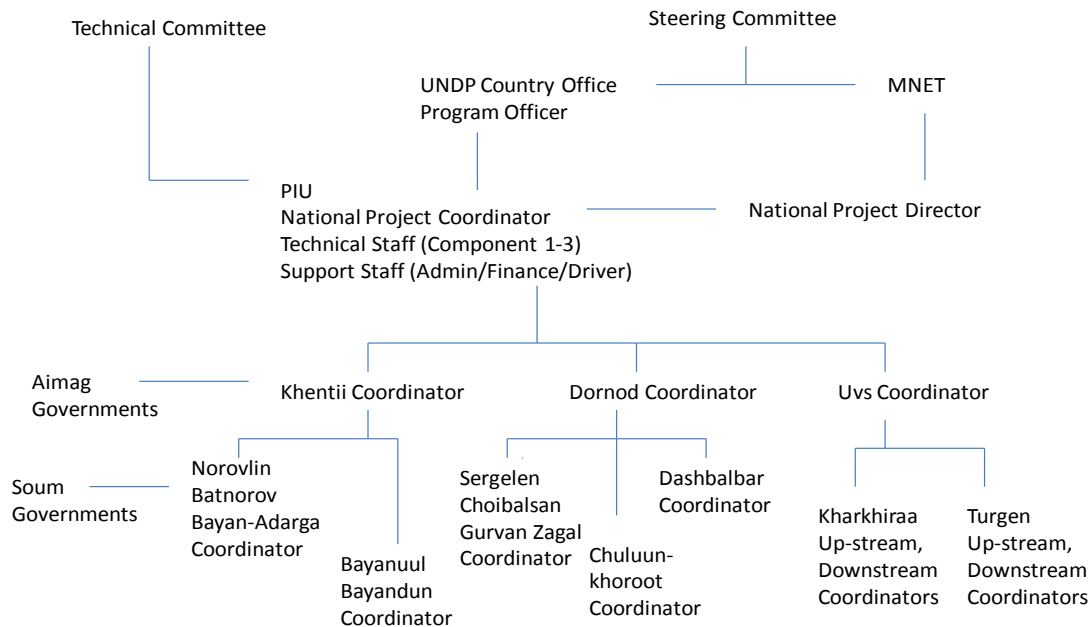 Steering Committee
Technical Committee
UNDP Country Office
Program Officer
MNET
PIU
National Project Coordinator
Technical Staff (Component 1-3)
Support Staff (Admin/Finance/Driver)
National Project Director
Aimag
Governments
Khentii Coordinator
Dornod Coordinator
Uvs Coordinator
Soum
Governments
Norovlin
Batnorov
Bayan-Adarga
Coordinator
Bayanuul
Bayandun
Coordinator
Sergelen
Choibalsan
Gurvan Zagal
Coordinator
Chuluun-
khoroot
Coordinator
Dashbalbar
Coordinator
Kharkhiraa
Up-stream,
Downstream
Coordinators
Turgen
Up-stream,
Downstream
Coordinators